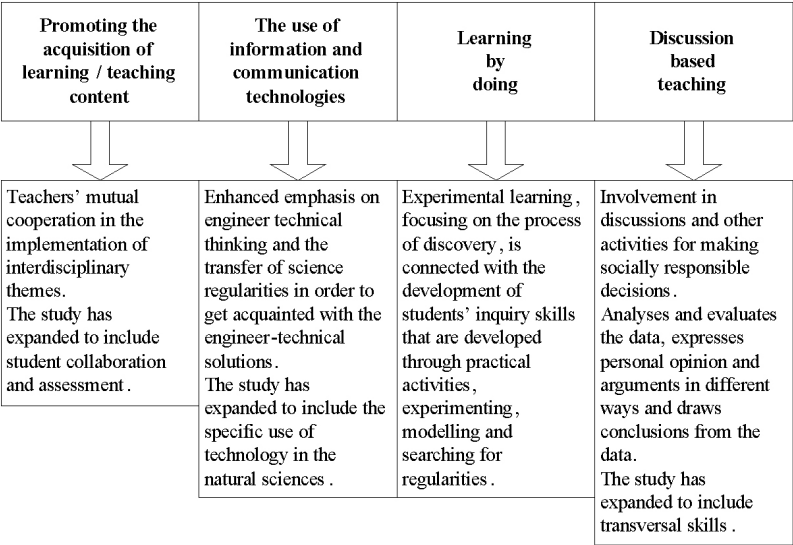 Promoting the
acquisition of
learning / teaching
content
The use of
information and
communication
technologies
Learning
by
doing
Discussion
based
teaching
Teachers’ mutual
cooperation in the
implementation of
interdisciplinary
themes.
The study has
expanded to include
student collaboration
and assessment .
Enhanced emphasis on
engineer technical
thinking and the
transfer of science
regularities in order to
get acquainted with the
engineer-technical
solutions.
The study has
expanded to include the
specific use of
technology in the
natural sciences .
Experimental learning ,
focusing on the process
of discovery, is
connected with the
development of
students’ inquiry skills
that are developed
through practical
activities,
experimenting,
modelling and
searching for
regularities .
Involvement in
discussions and other
activities for making
socially responsible
decisions .
Analyses and evaluates
the data, expresses
personal opinion and
arguments in different
ways and draws
conclusions from the
data.
The study has
expanded to include
transversal skills .